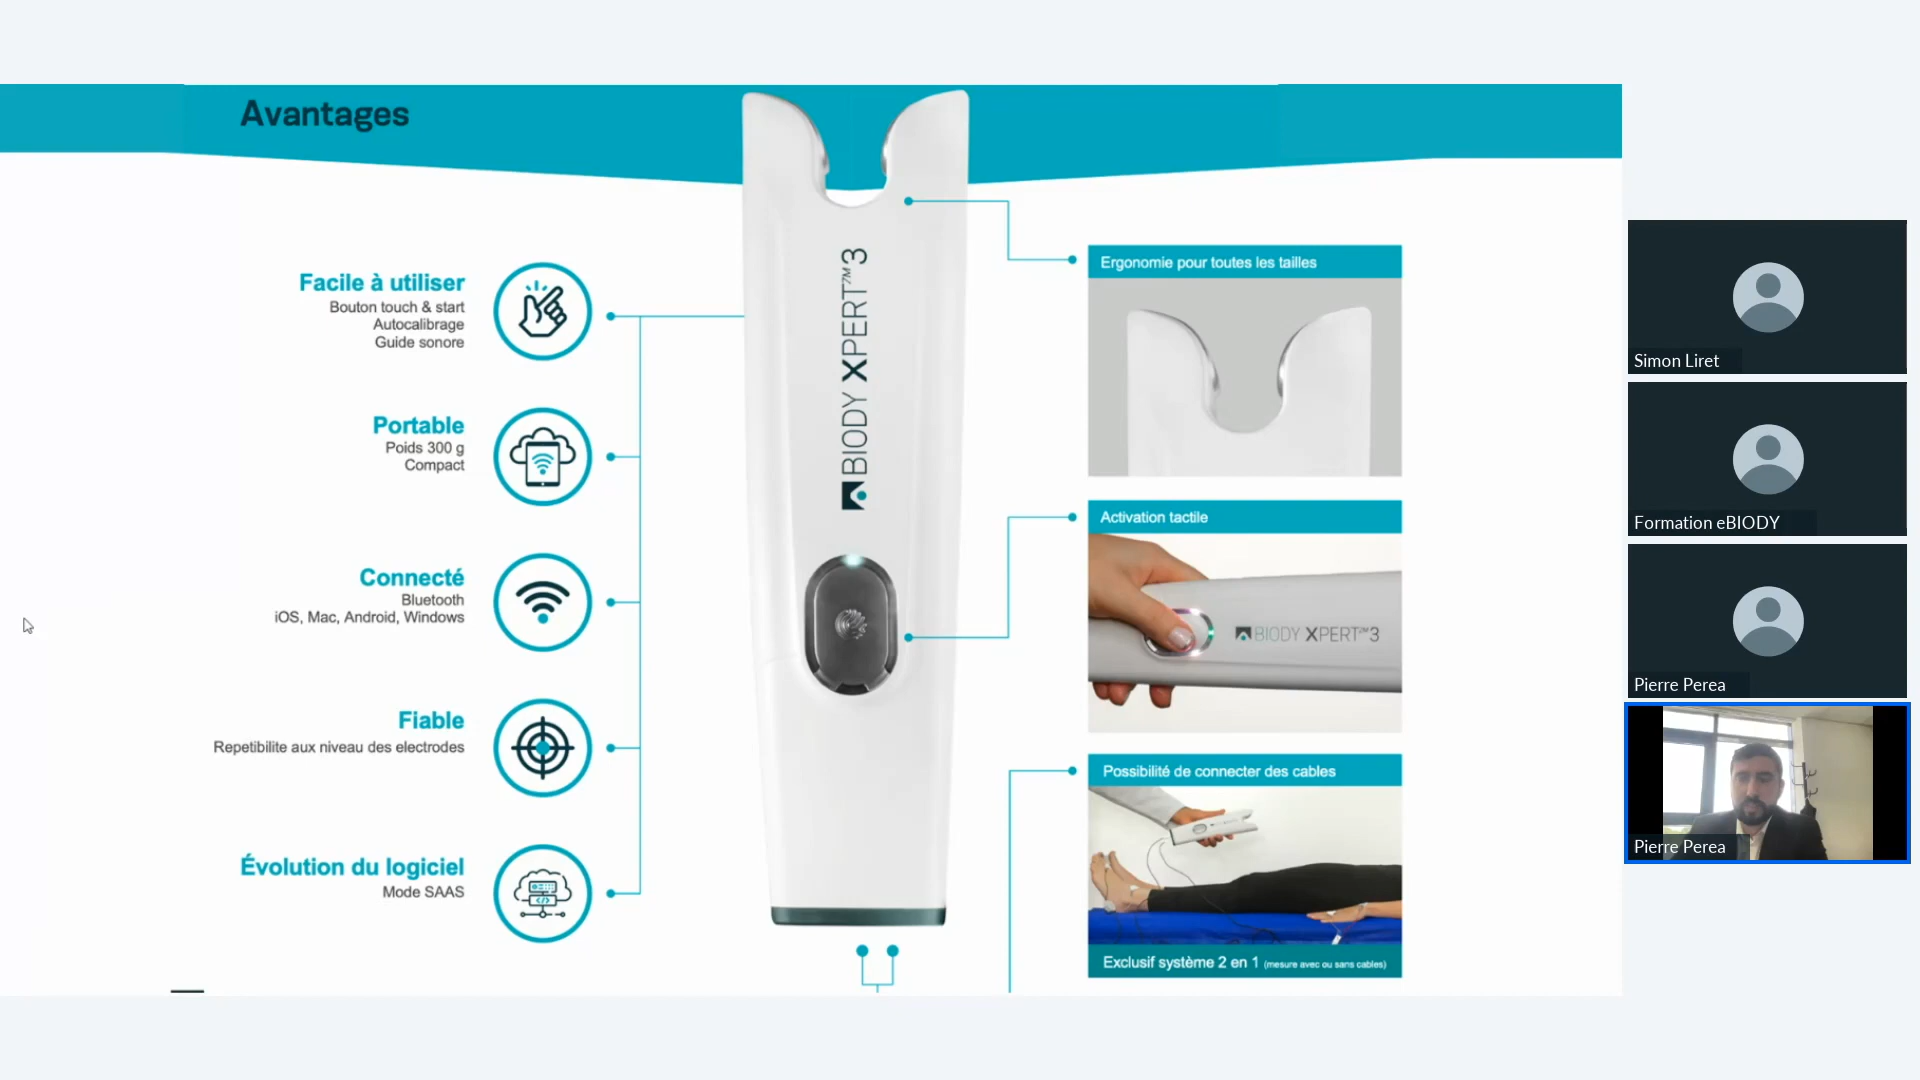 Avantages
Facile à utiliser
Bouton touch & start
Autocalibrage
Guide sonore
Portable
Poids 300 g
Compact
Connecté
Bluetooth
iOS, Mac, Android, Windows
Fiable
Repetibilite aux niveau des electrodes
Évolution du logiciel
Mode SAAS
BIODY XPERT™3
Ergonomie pour toutes les tailles
Activation tactile
BIODY XPERT™3
Possibilité de connecter des cables
Exclusif système 2 en 1 (mesure avec ou sans cables)
Simon Liret
Formation eBIODY
Pierre Perea
Pierre Perea